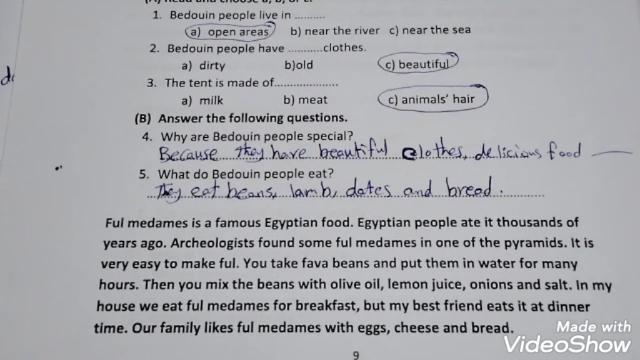 1. Bedouin people live in ..........
a) open areas b) near the river c) near the sea
2. Bedouin people have ...........clothes.
a) dirty b)old c) beautiful
3. The tent is made of....................
a) milk b) meat c) animals' hair
(B) Answer the following questions.
4. Why are Bedouin people special?
Because they have beautiful clothes, delicious food
5. What do Bedouin people eat?
They eat beans, lamb, dates and bread.
Ful medames is a famous Egyptian food. Egyptian people ate it thousands of
years ago. Archeologists found some ful medames in one of the pyramids. It is
very easy to make ful. You take fava beans and put them in water for many
hours. Then you mix the beans with olive oil, lemon juice, onions and salt. In my
house we eat ful medames for breakfast, but my best friend eats it at dinner
time. Our family likes ful medames with eggs, cheese and bread.
9
Made with
VideoShow